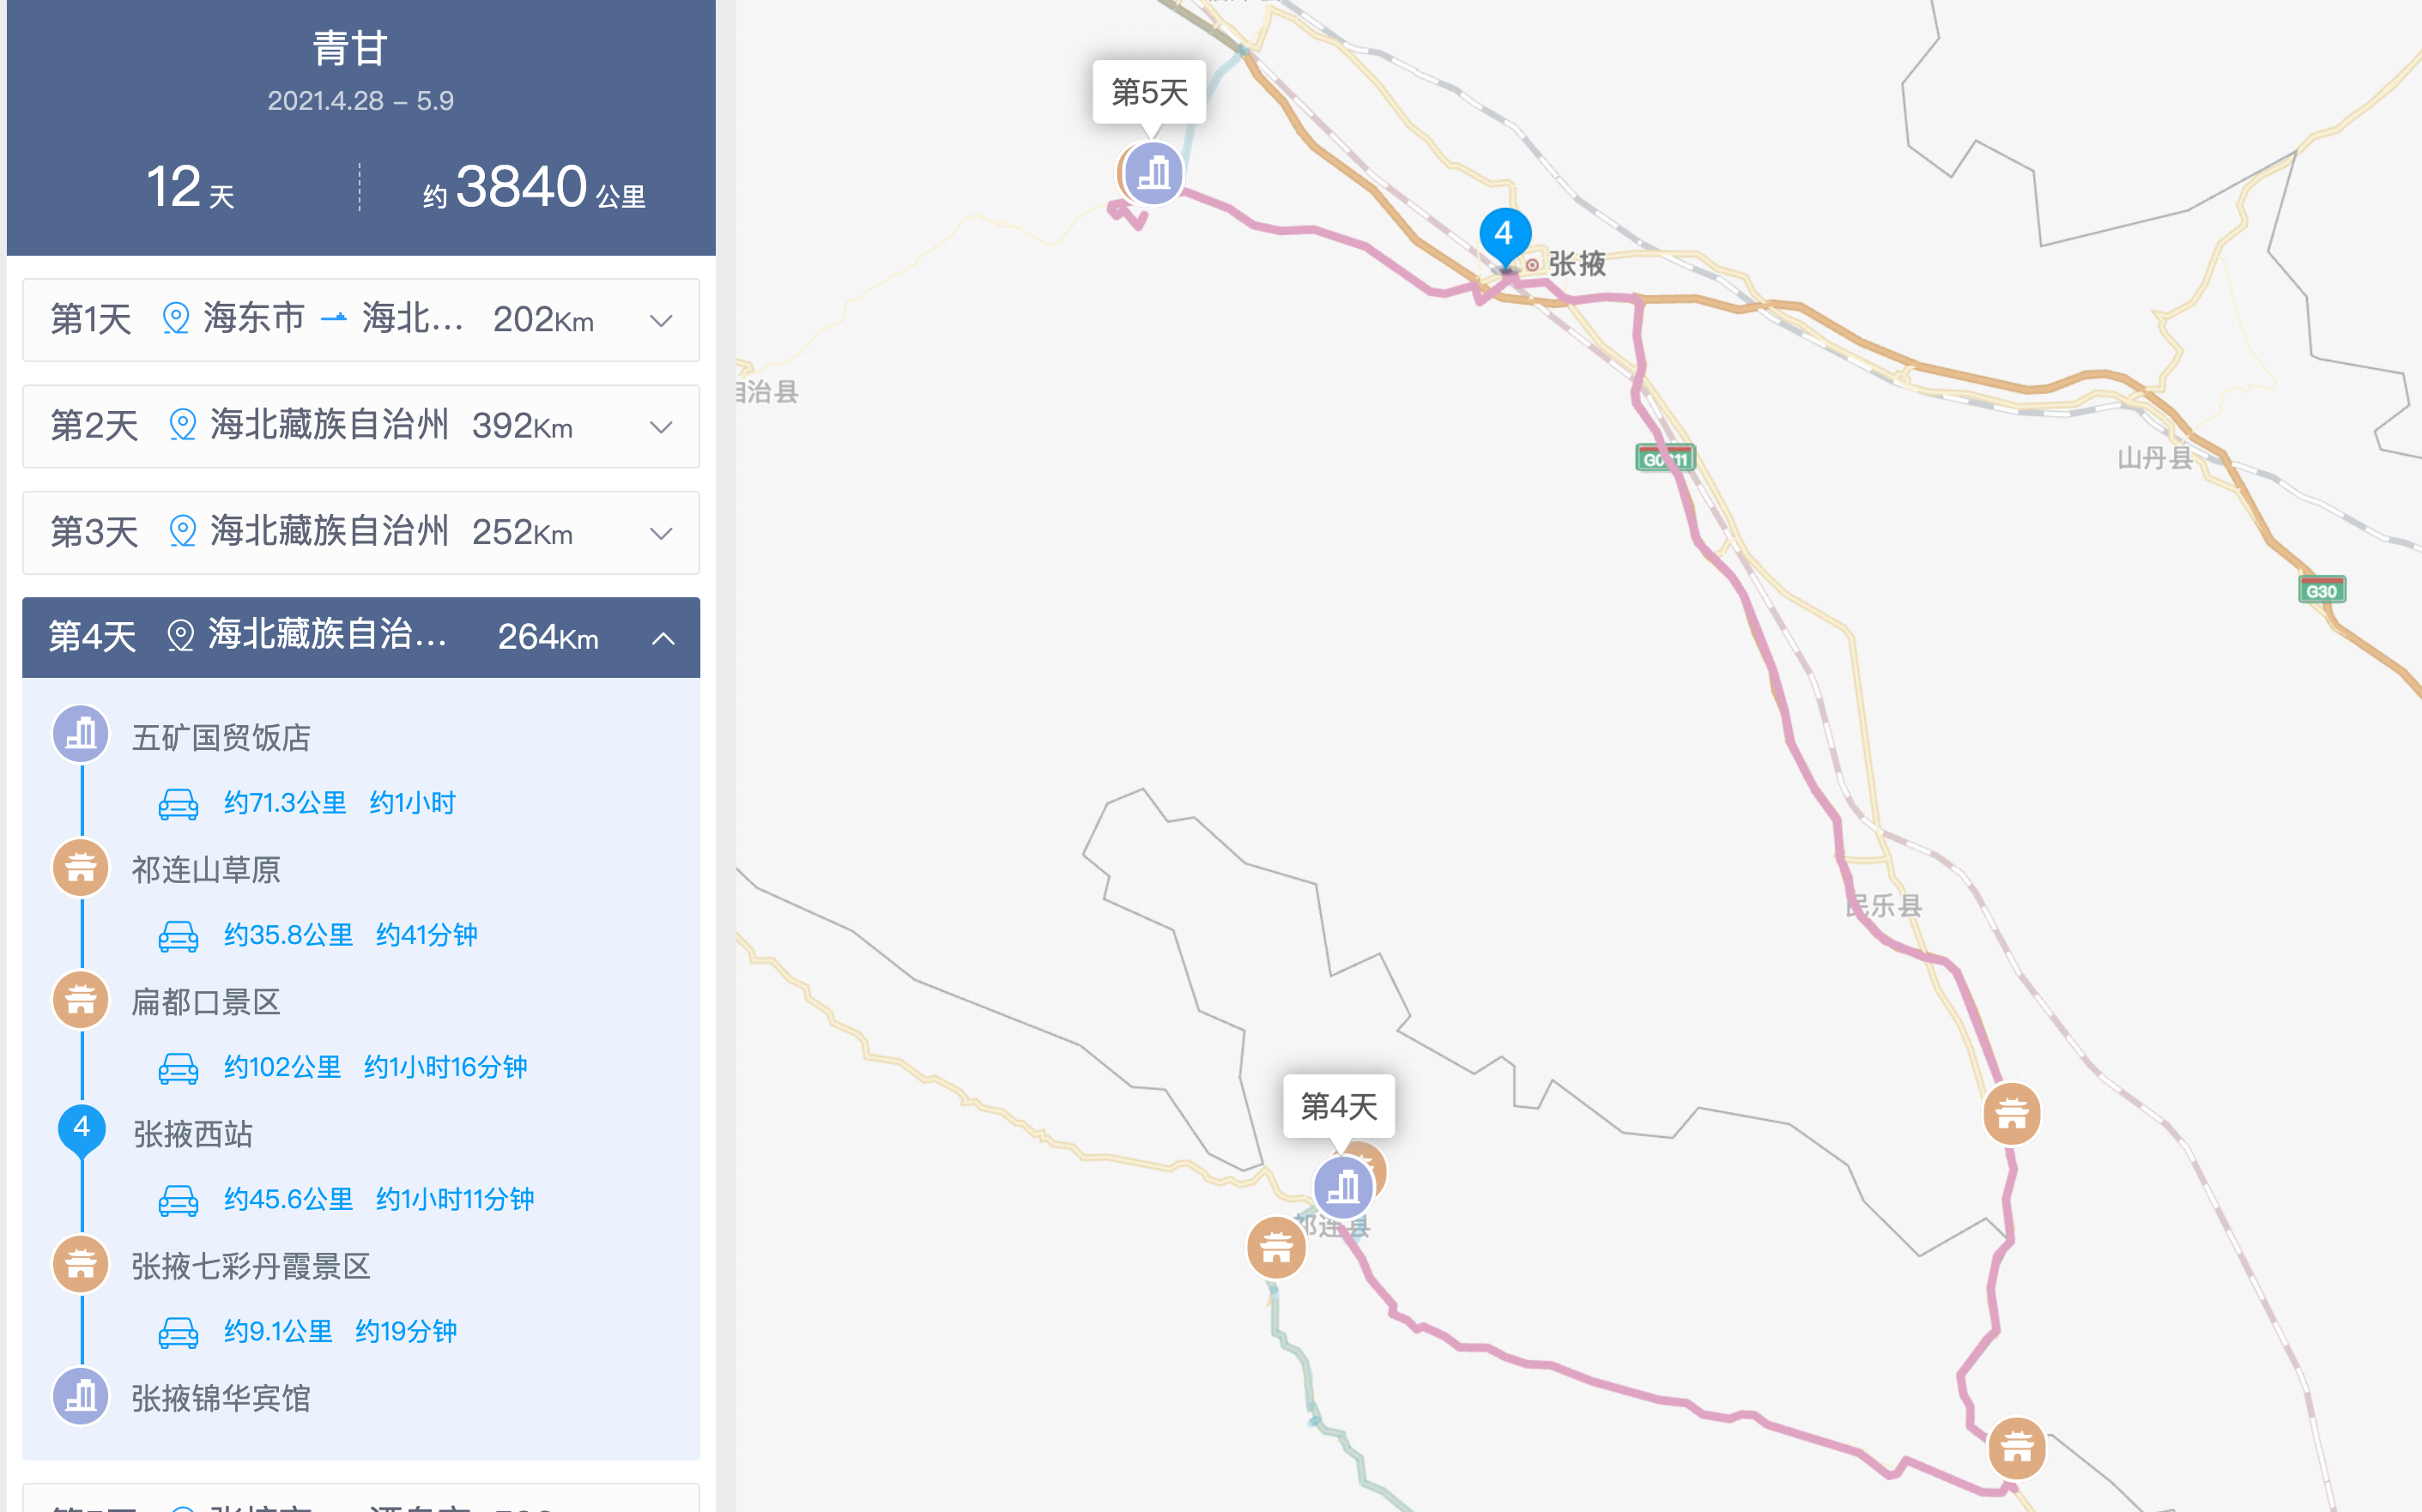 青甘
2021.4.28 – 5.9
12 天
约 3840 公里
第1天 海东市 海北... 202Km
第2天 海北藏族自治州 392Km
第3天 海北藏族自治州 252Km
第4天 海北藏族自治... 264Km
五矿国贸饭店
约71.3公里 约1小时
祁连山草原
约35.8公里 约41分钟
扁都口景区
约102公里 约1小时16分钟
4 张掖西站
约45.6公里 约1小时11分钟
张掖七彩丹霞景区
约9.1公里 约19分钟
张掖锦华宾馆
第5天
4
张掖
自治县
山丹县
G30
民乐县
第4天
祁连县